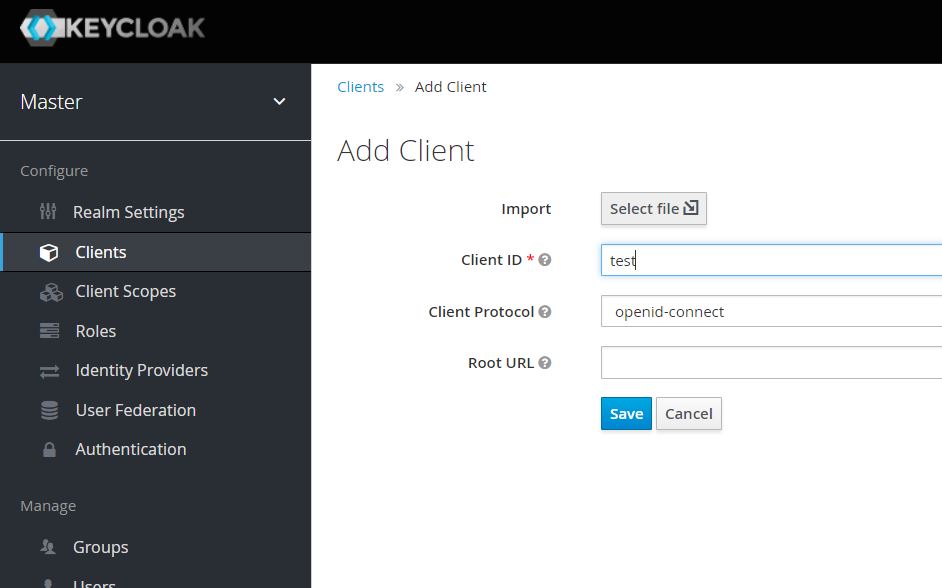 KEYCLOAK
Master
Configure
Realm Settings
Clients
Client Scopes
Roles
Identity Providers
User Federation
Authentication
Manage
Groups
Users
Clients » Add Client
Add Client
Import Select file
Client ID * test
Client Protocol openid-connect
Root URL
Save Cancel